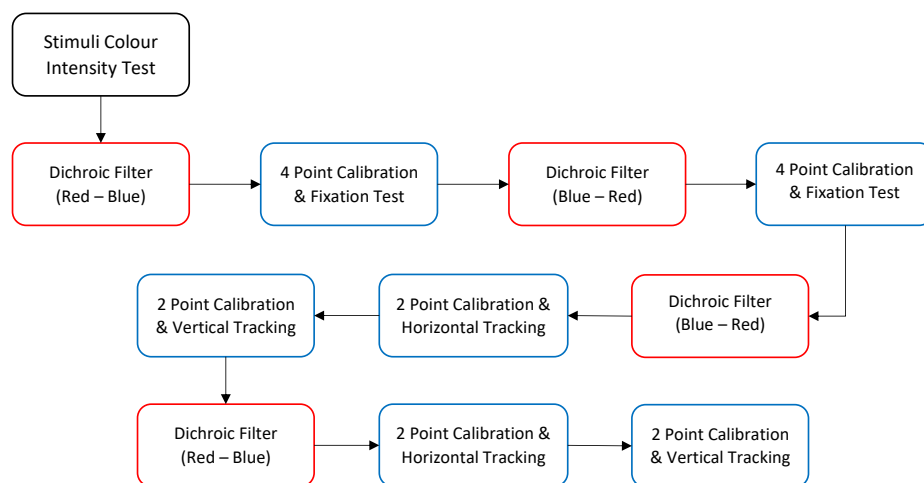 Stimuli Colour
Intensity Test
Dichroic Filter
(Red – Blue)
4 Point Calibration
& Fixation Test
Dichroic Filter
(Blue – Red)
4 Point Calibration
& Fixation Test
Dichroic Filter
(Blue – Red)
2 Point Calibration &
Horizontal Tracking
2 Point Calibration
& Vertical Tracking
Dichroic Filter
(Red – Blue)
2 Point Calibration &
Horizontal Tracking
2 Point Calibration
& Vertical Tracking